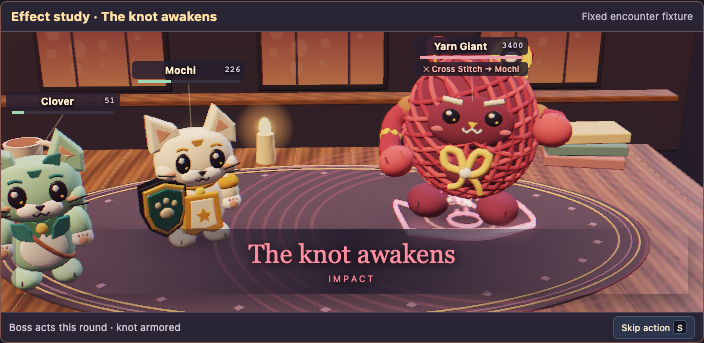 Effect study · The knot awakens
Fixed encounter fixture
Yarn Giant 3400
× Cross Stitch → Mochi
Mochi 226
Clover 51
The knot awakens
IMPACT
Boss acts this round · knot armored
Skip action S